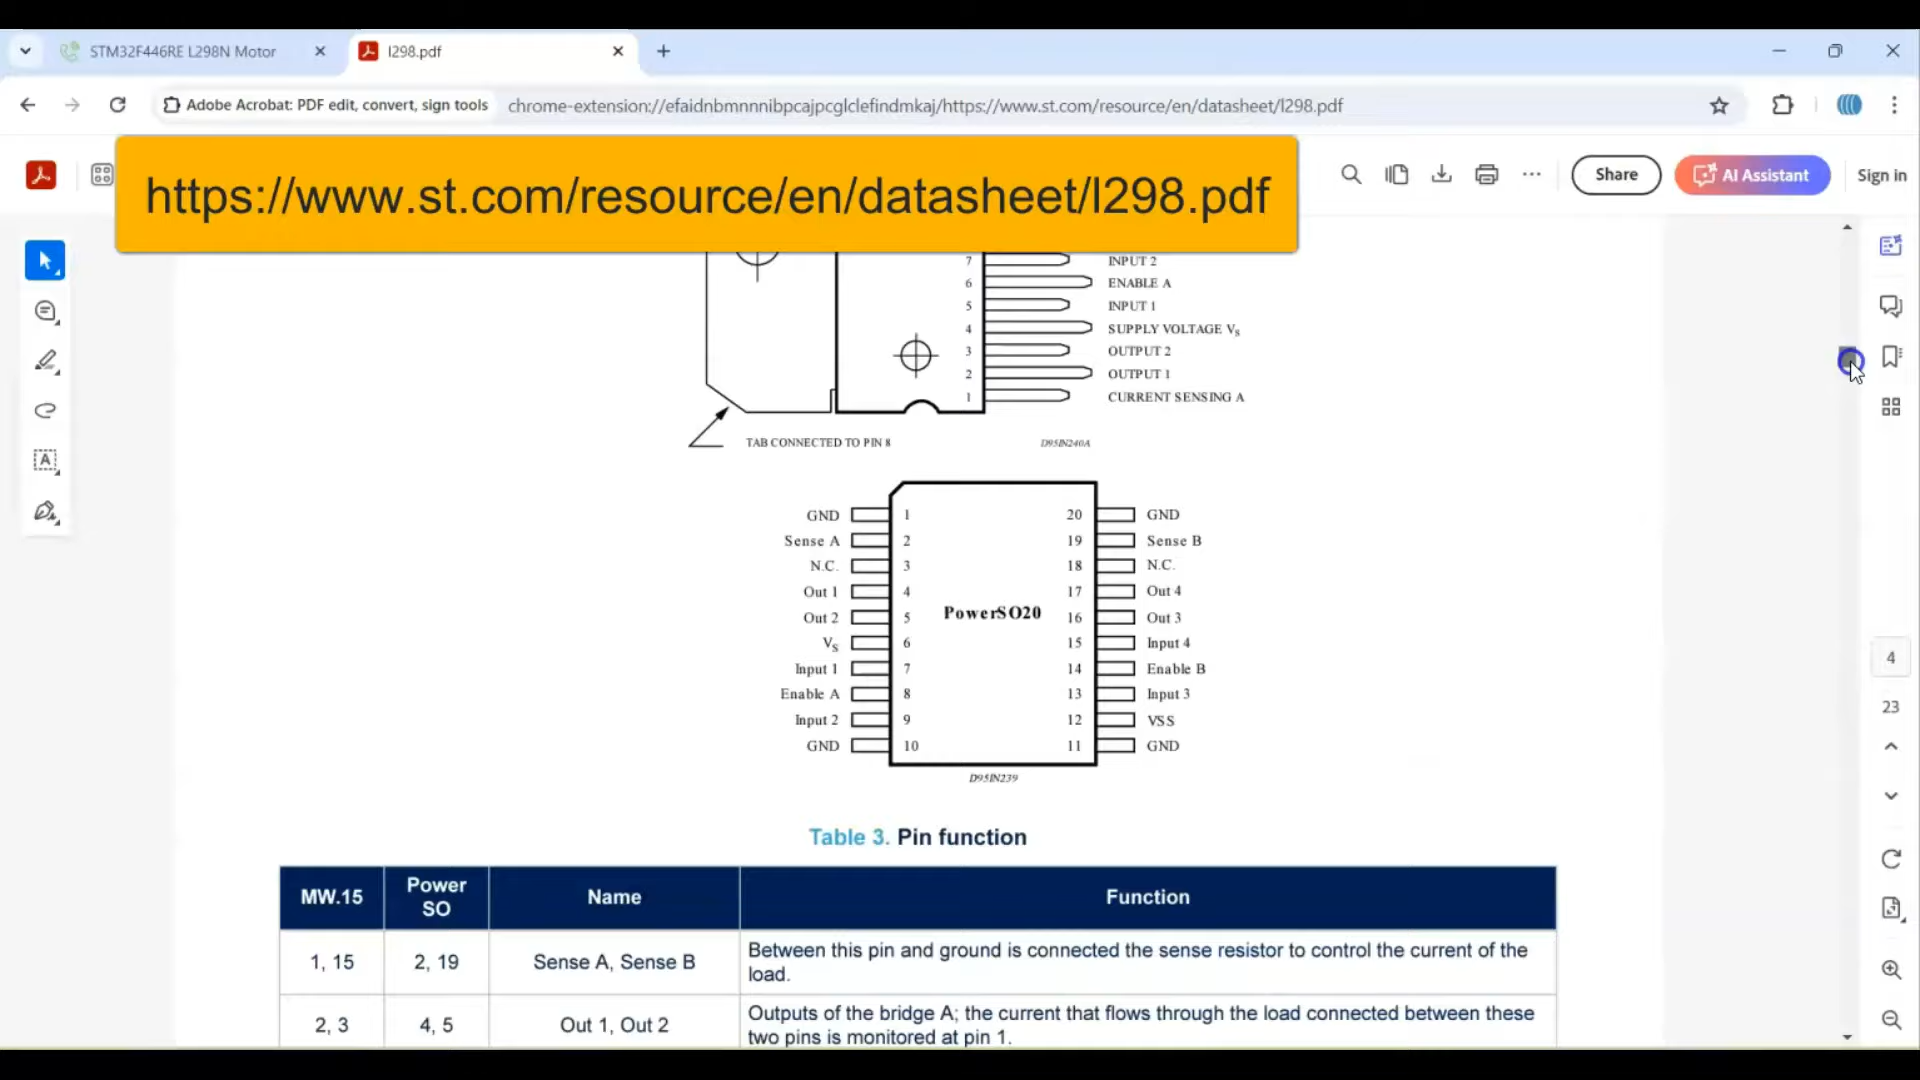 STM32F446RE L298N Motor
l298.pdf
Adobe Acrobat: PDF edit, convert, sign tools
chrome-extension://efaidnbmnnnibpcajpcglclefindmkaj/https://www.st.com/resource/en/datasheet/l298.pdf
https://www.st.com/resource/en/datasheet/l298.pdf
Share
AI Assistant
Sign in
7 INPUT 2
6 ENABLE A
5 INPUT 1
4 SUPPLY VOLTAGE VS
3 OUTPUT 2
2 OUTPUT 1
1 CURRENT SENSING A
TAB CONNECTED TO PIN 8
D95IN240A
GND 1 20 GND
Sense A 2 19 Sense B
N.C. 3 18 N.C.
Out 1 4 17 Out 4
Out 2 5 16 Out 3
PowerSO20
VS 6 15 Input 4
Input 1 7 14 Enable B
Enable A 8 13 Input 3
Input 2 9 12 VSS
GND 10 11 GND
D95IN239
4
23
Table 3. Pin function
MW.15
Power
SO
Name
Function
1, 15
2, 19
Sense A, Sense B
Between this pin and ground is connected the sense resistor to control the current of the
load.
2, 3
4, 5
Out 1, Out 2
Outputs of the bridge A; the current that flows through the load connected between these
two pins is monitored at pin 1.